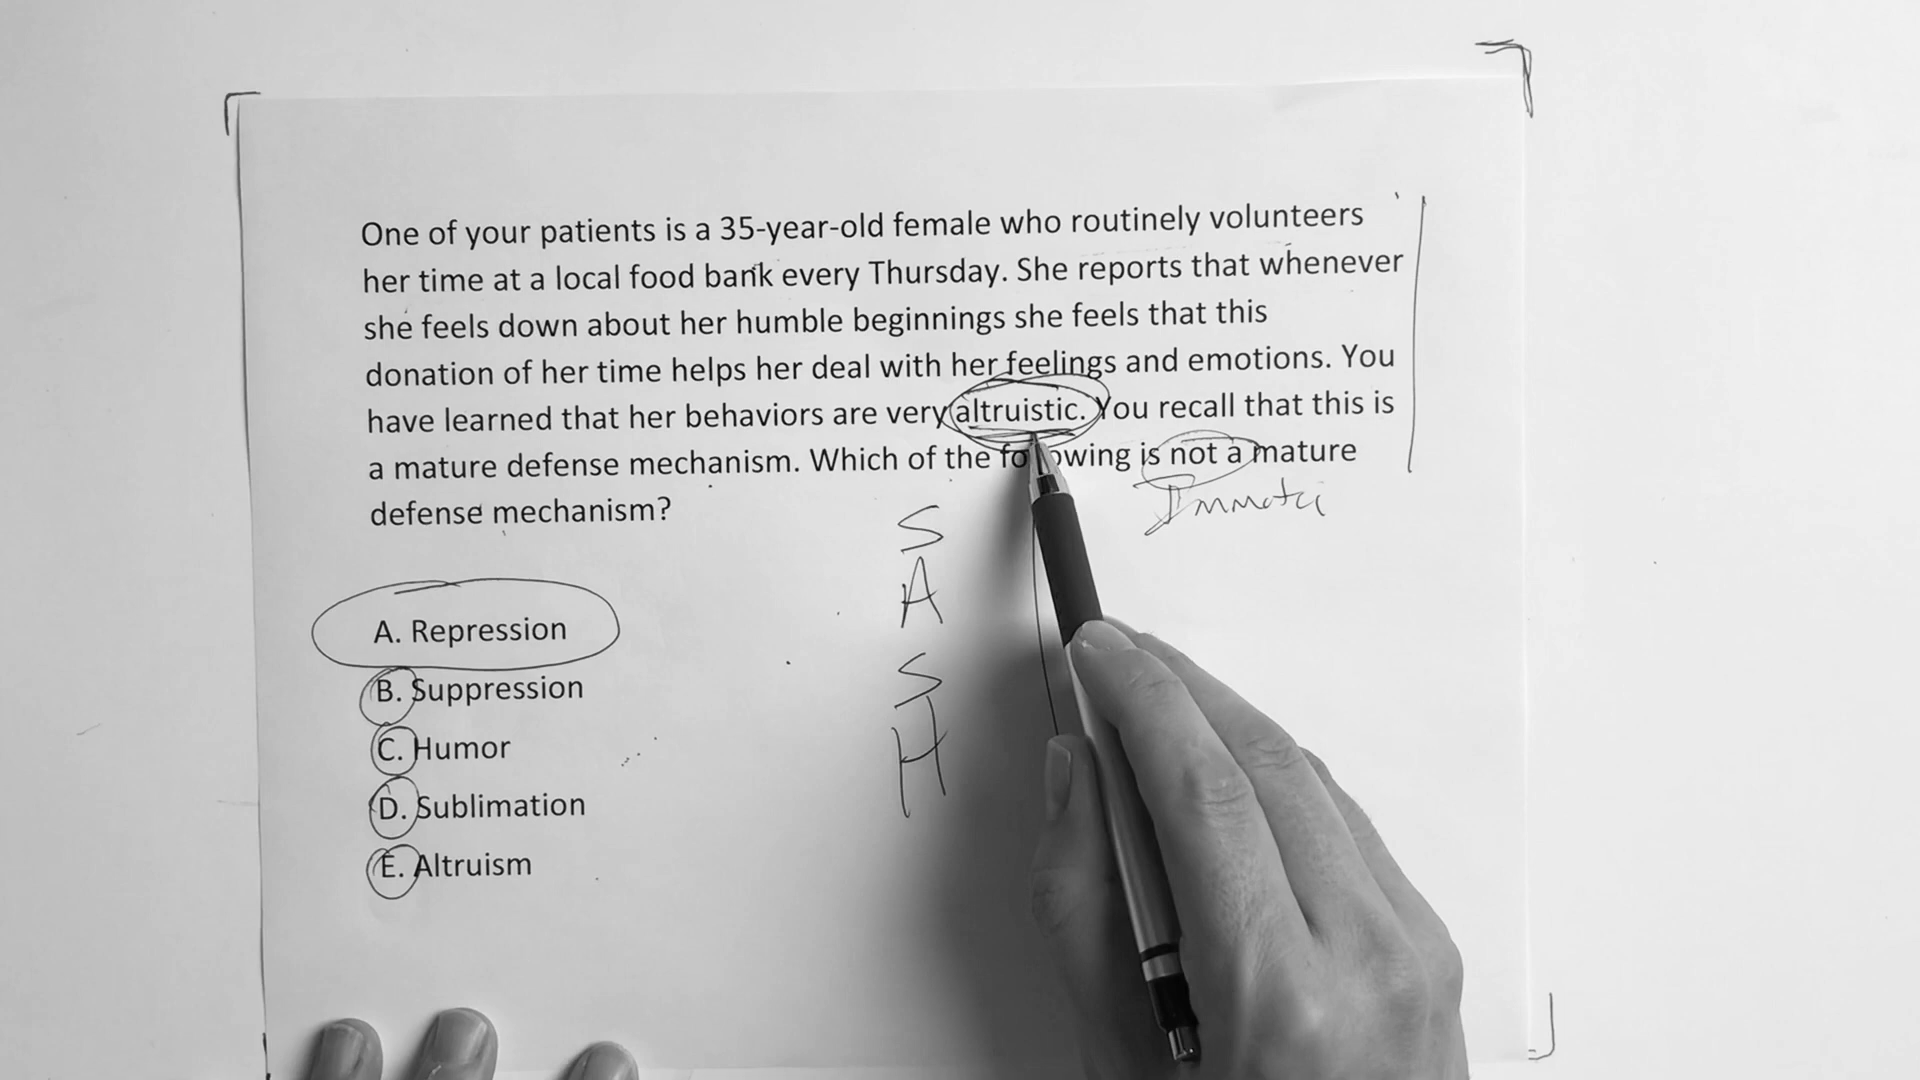 One of your patients is a 35-year-old female who routinely volunteers
her time at a local food bank every Thursday. She reports that whenever
she feels down about her humble beginnings she feels that this
donation of her time helps her deal with her feelings and emotions. You
have learned that her behaviors are very altruistic. You recall that this is
a mature defense mechanism. Which of the following is not a mature
defense mechanism?
A. Repression
B. Suppression
C. Humor
D. Sublimation
E. Altruism
S
A
S
H